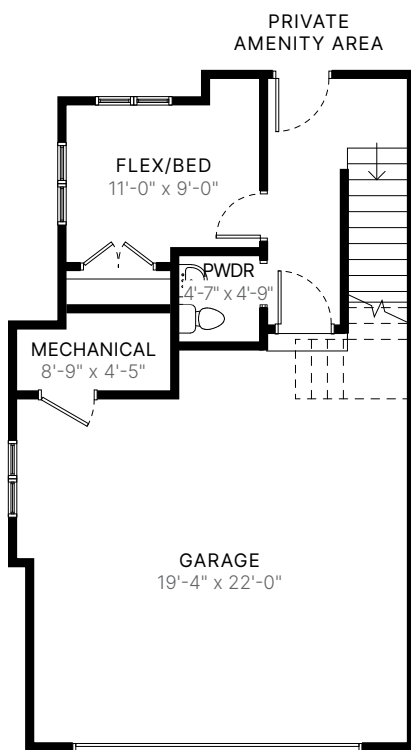 PRIVATE
AMENITY AREA
FLEX/BED
11'-0" x 9'-0"
PWDR
4'-7" x 4'-9"
MECHANICAL
8'-9" x 4'-5"
GARAGE
19'-4" x 22'-0"